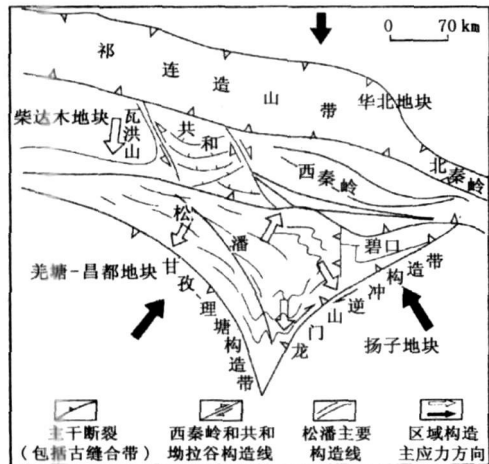 0 70 km
祁连造山带
华北地块
柴达木地块
瓦洪山
共和
西秦岭
北秦岭
松潘
碧口
羌塘-昌都地块
甘孜-理塘构造带
龙门山逆冲构造带
扬子地块
主干断裂
(包括古缝合带)
西秦岭和共和
坳拉谷构造线
松潘主要
构造线
区域构造
主应力方向